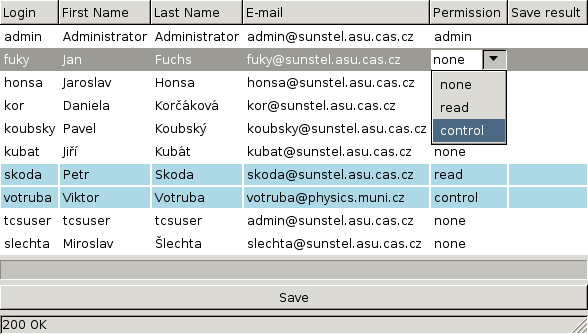 Login First Name Last Name E-mail Permission Save result
admin Administrator Administrator admin@sunstel.asu.cas.cz admin
fuky Jan Fuchs fuky@sunstel.asu.cas.cz none
honsa Jaroslav Honsa honsa@sunstel.asu.cas.cz none
kor Daniela Korčáková kor@sunstel.asu.cas.cz read
koubsky Pavel Koubský koubsky@sunstel.asu.cas.cz control
kubat Jiří Kubát kubat@sunstel.asu.cas.cz none
skoda Petr Skoda skoda@sunstel.asu.cas.cz read
votruba Viktor Votruba votruba@physics.muni.cz control
tcsuser tcsuser tcsuser admin@sunstel.asu.cas.cz none
slechta Miroslav Šlechta slechta@sunstel.asu.cas.cz none
Save
200 OK